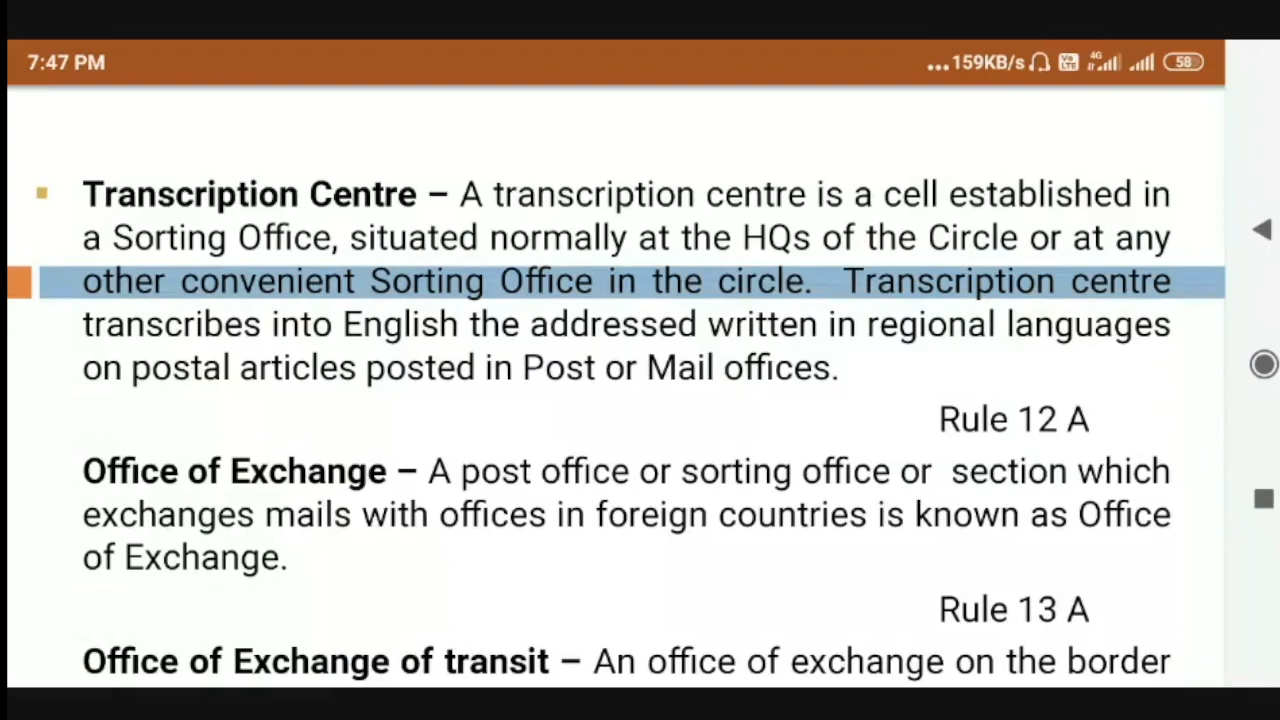 7:47 PM ...159KB/s Vo LTE 4G 58
Transcription Centre – A transcription centre is a cell established in
a Sorting Office, situated normally at the HQs of the Circle or at any
other convenient Sorting Office in the circle. Transcription centre
transcribes into English the addressed written in regional languages
on postal articles posted in Post or Mail offices.
Rule 12 A
Office of Exchange – A post office or sorting office or section which
exchanges mails with offices in foreign countries is known as Office
of Exchange.
Rule 13 A
Office of Exchange of transit – An office of exchange on the border